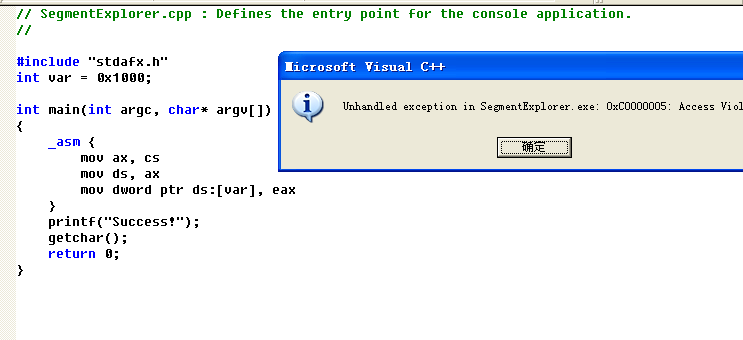 // SegmentExplorer.cpp : Defines the entry point for the console application.
//
#include "stdafx.h"
int var = 0x1000;
int main(int argc, char* argv[])
{
_asm {
mov ax, cs
mov ds, ax
mov dword ptr ds:[var], eax
}
printf("Success!");
getchar();
return 0;
}
Microsoft Visual C++
Unhandled exception in SegmentExplorer.exe: 0xC0000005: Access Viol
确定